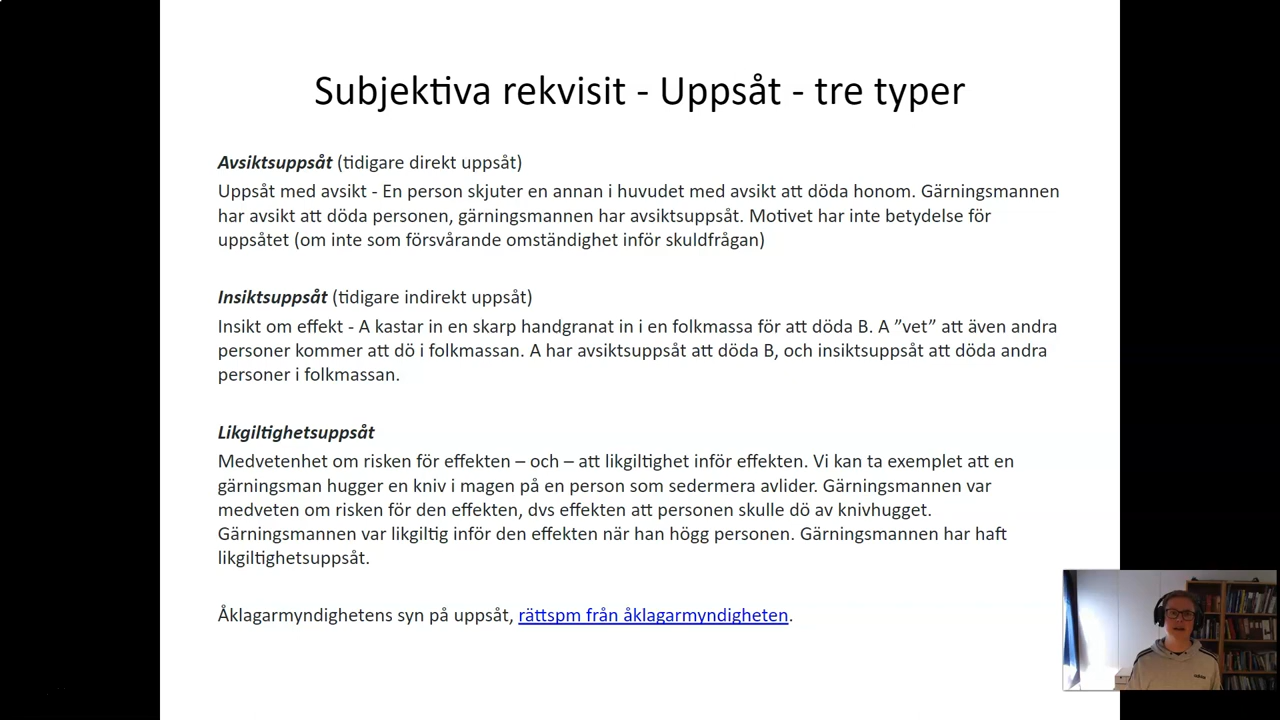 Subjektiva rekvisit - Uppsåt - tre typer
Avsiktsuppsåt (tidigare direkt uppsåt)
Uppsåt med avsikt - En person skjuter en annan i huvudet med avsikt att döda honom. Gärningsmannen
har avsikt att döda personen, gärningsmannen har avsiktsuppsåt. Motivet har inte betydelse för
uppsåtet (om inte som försvårande omständighet inför skuldfrågan)
Insiktsuppsåt (tidigare indirekt uppsåt)
Insikt om effekt - A kastar in en skarp handgranat in i en folkmassa för att döda B. A ”vet” att även andra
personer kommer att dö i folkmassan. A har avsiktsuppsåt att döda B, och insiktsuppsåt att döda andra
personer i folkmassan.
Likgiltighetsuppsåt
Medvetenhet om risken för effekten – och – att likgiltighet inför effekten. Vi kan ta exemplet att en
gärningsman hugger en kniv i magen på en person som sedermera avlider. Gärningsmannen var
medveten om risken för den effekten, dvs effekten att personen skulle dö av knivhugget.
Gärningsmannen var likgiltig inför den effekten när han högg personen. Gärningsmannen har haft
likgiltighetsuppsåt.
Åklagarmyndighetens syn på uppsåt, rättspm från åklagarmyndigheten.